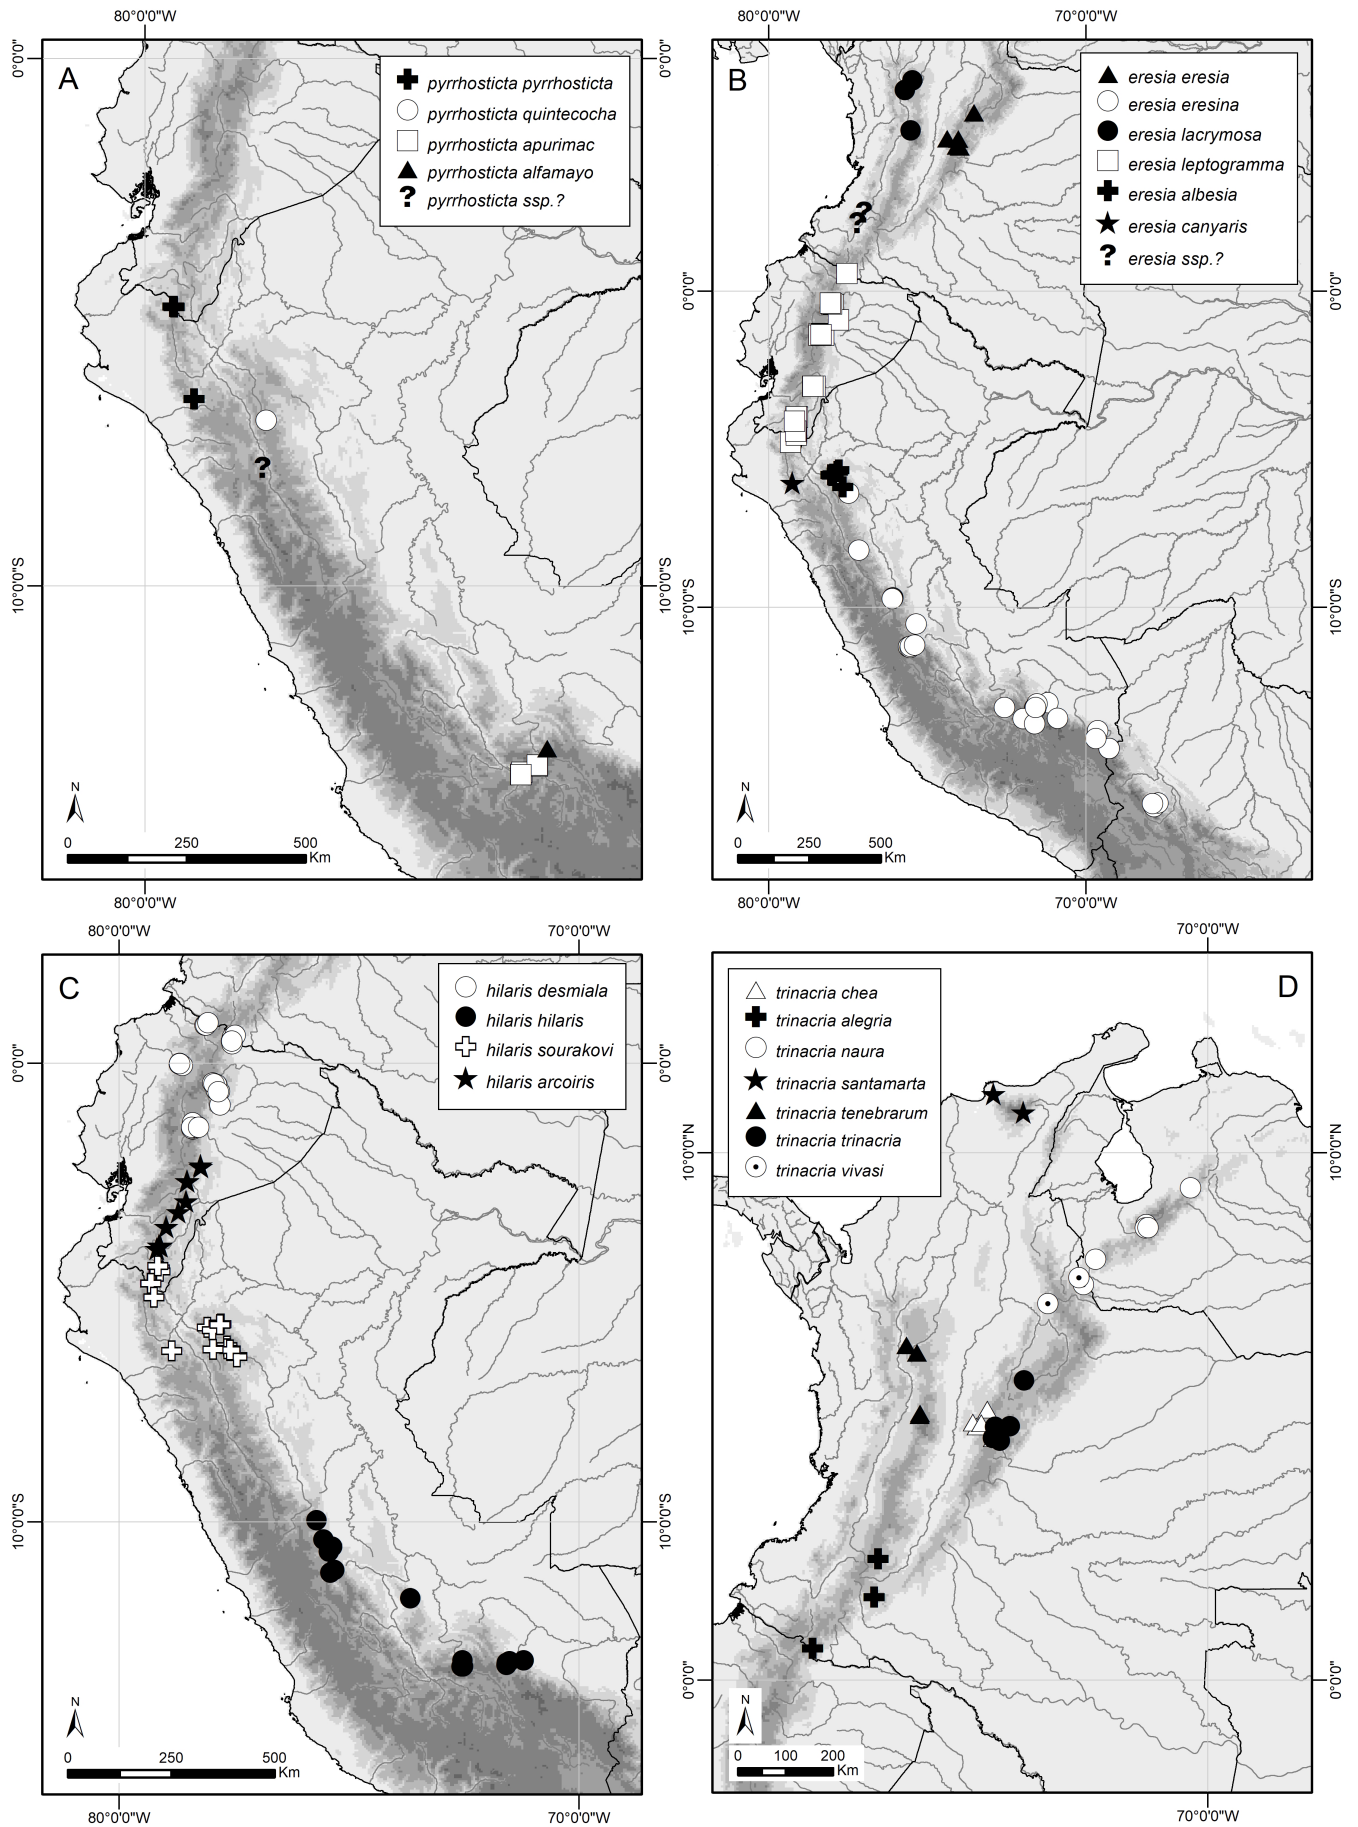 80°0'0"W
80°0'0"W
70°0'0"W
0°0'0"
0°0'0"
A
pyrrhosticta pyrrhosticta
pyrrhosticta quintecocha
pyrrhosticta apurimac
pyrrhosticta alfamayo
? pyrrhosticta ssp.?
?
10°0'0"S
10°0'0"S
N
0 250 500
Km
80°0'0"W
B
eresia eresia
eresia eresina
eresia lacrymosa
eresia leptogramma
eresia albesia
eresia canyaris
? eresia ssp.?
?
?
0°0'0"
0°0'0"
10°0'0"S
10°0'0"S
N
0 250 500
Km
80°0'0"W
70°0'0"W
80°0'0"W
70°0'0"W
C
hilaris desmiala
hilaris hilaris
hilaris sourakovi
hilaris arcoiris
0°0'0"
0°0'0"
10°0'0"S
10°0'0"S
N
0 250 500
Km
80°0'0"W
70°0'0"W
70°0'0"W
D
trinacria chea
trinacria alegria
trinacria naura
trinacria santamarta
trinacria tenebrarum
trinacria trinacria
trinacria vivasi
10°0'0"N
10°0'0"N
0°0'0"
0°0'0"
N
0 100 200
Km
70°0'0"W